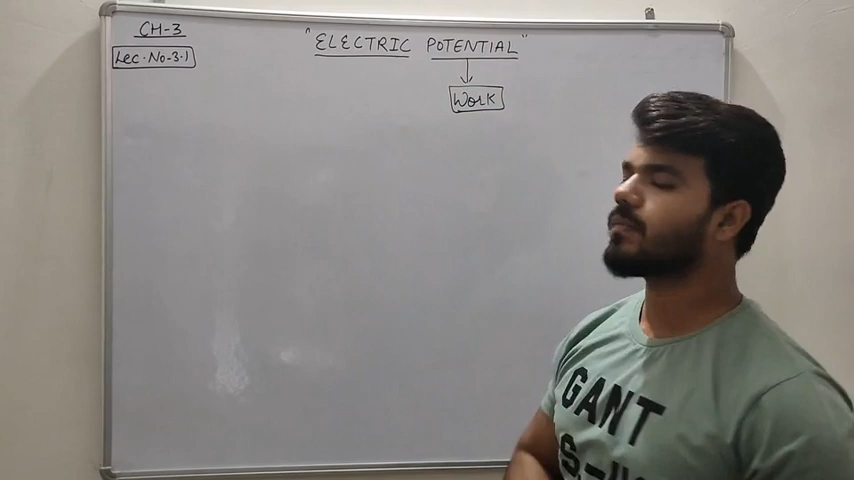 CH-3
Lec.No-3.1
"ELECTRIC POTENTIAL"
Work
GANT